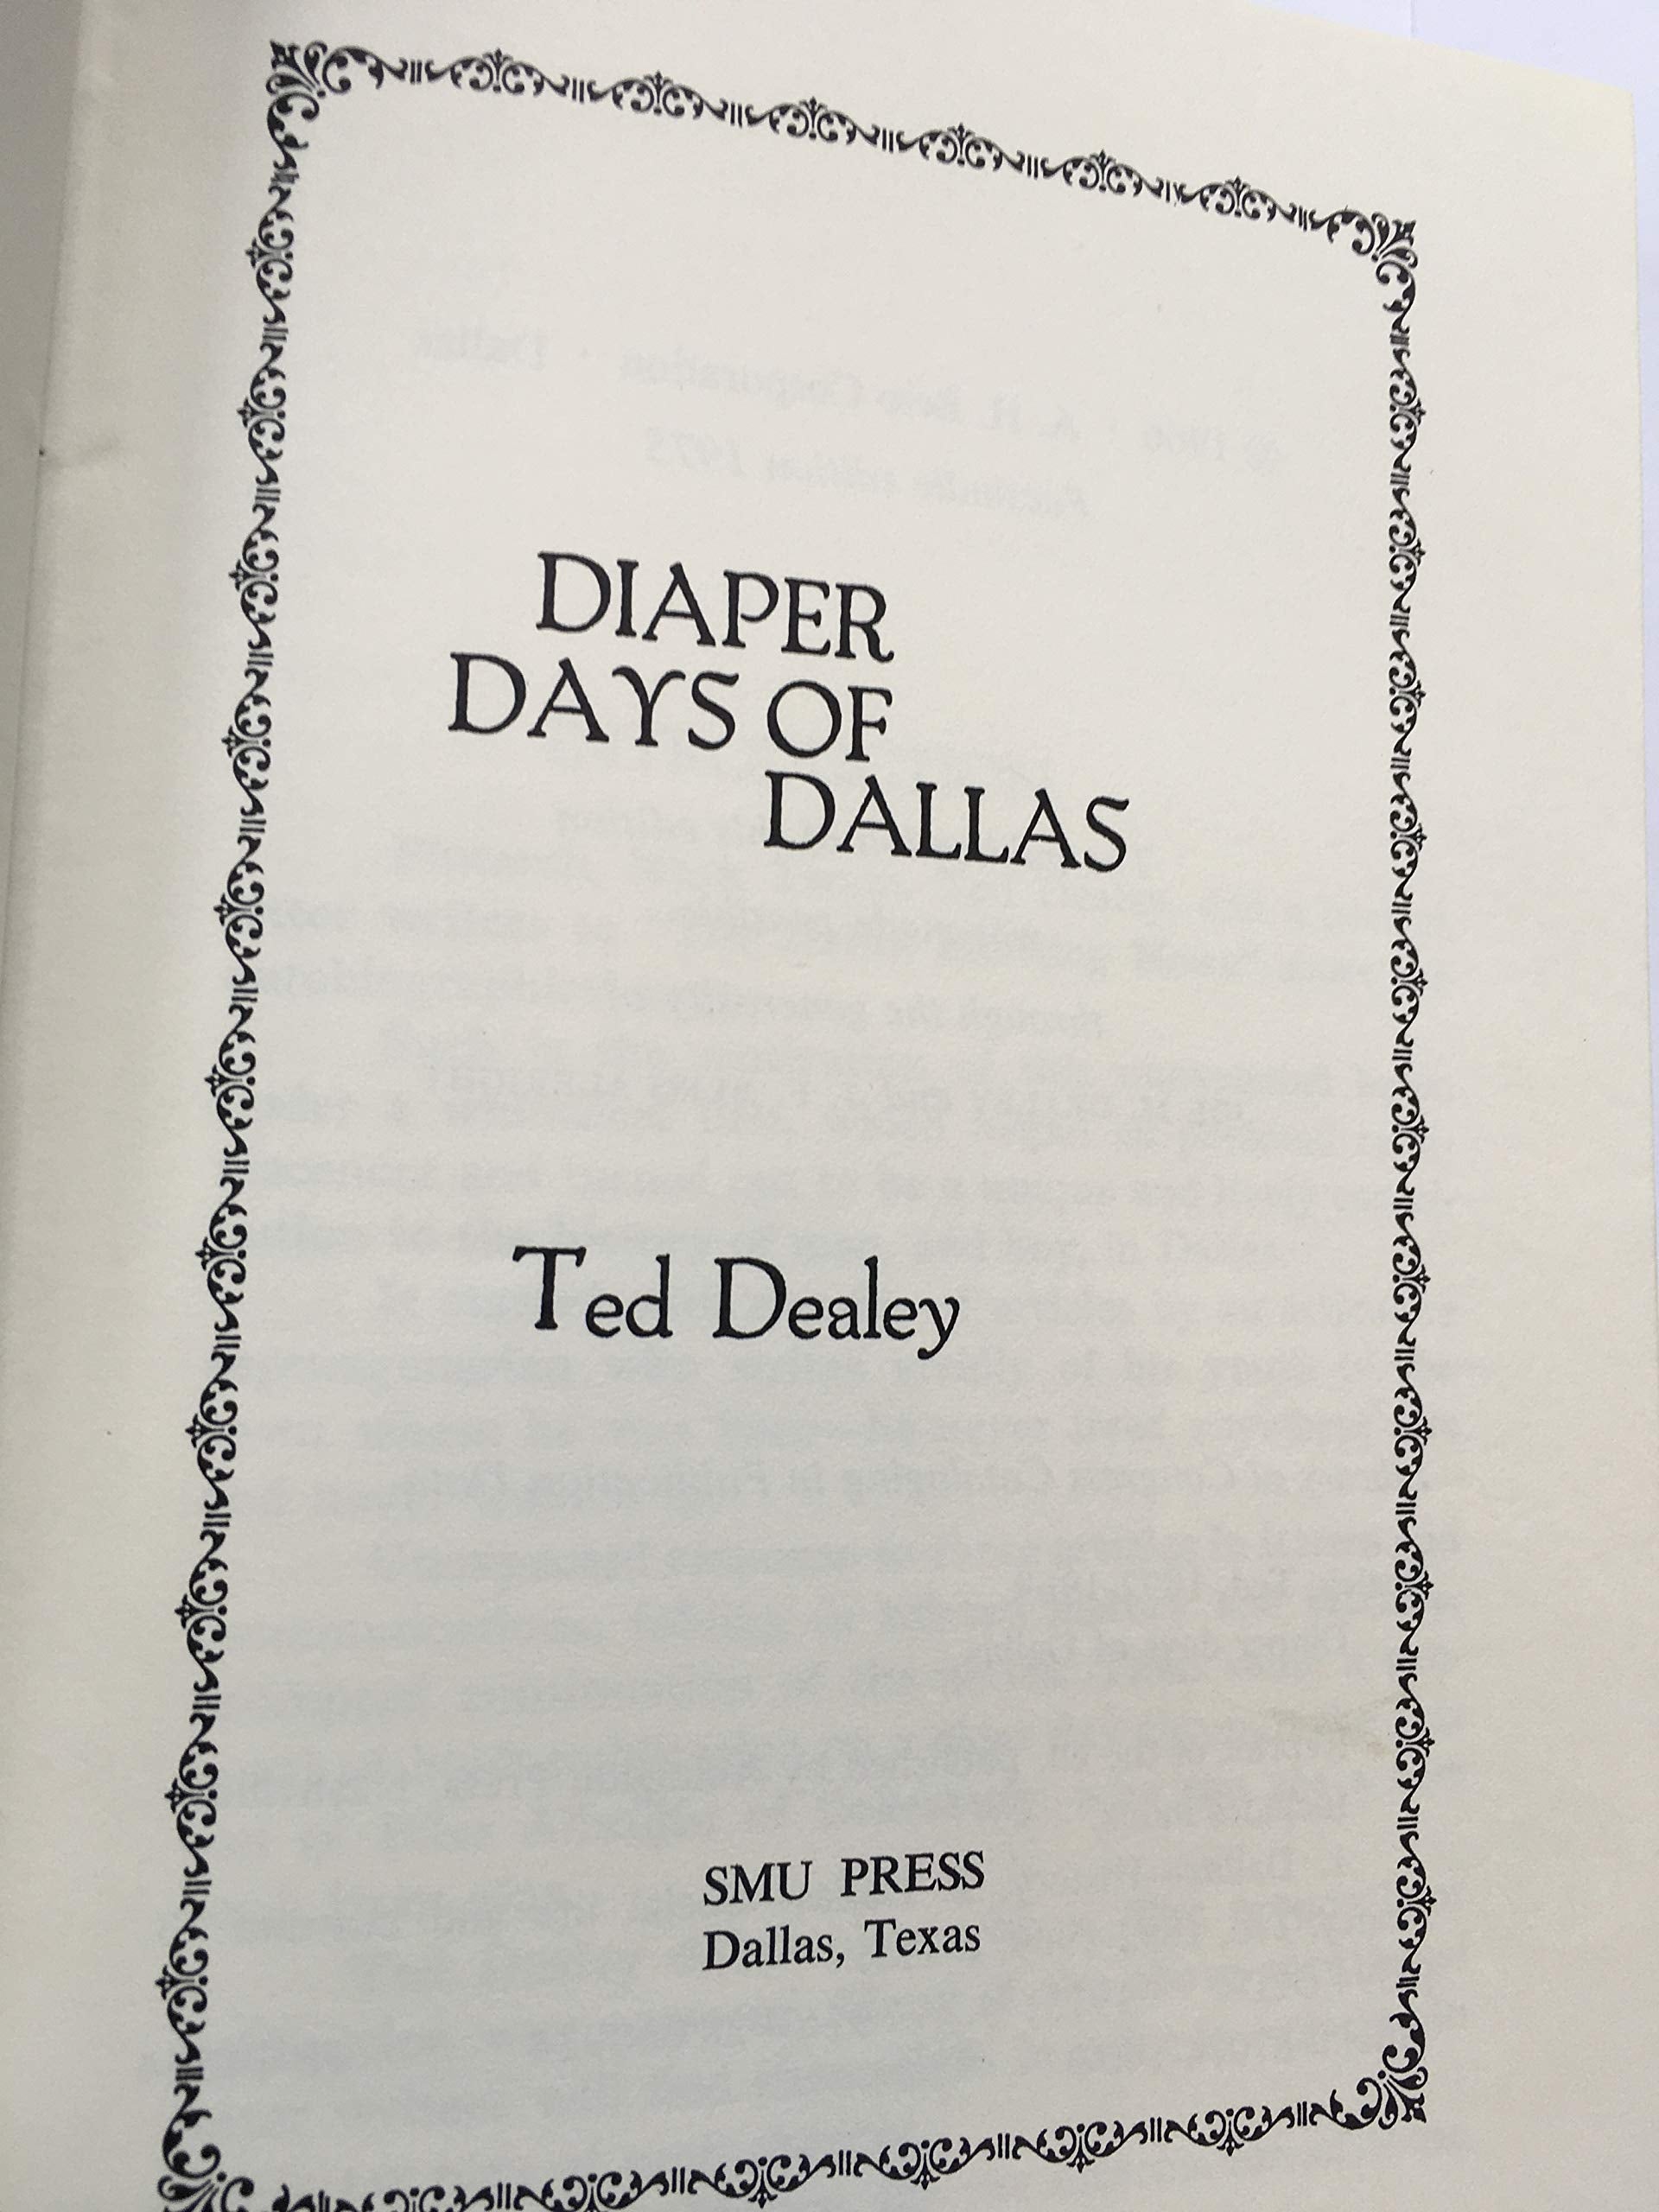 DIAPER
DAYS OF
DALLAS
Ted Dealey
SMU PRESS
Dallas, Texas